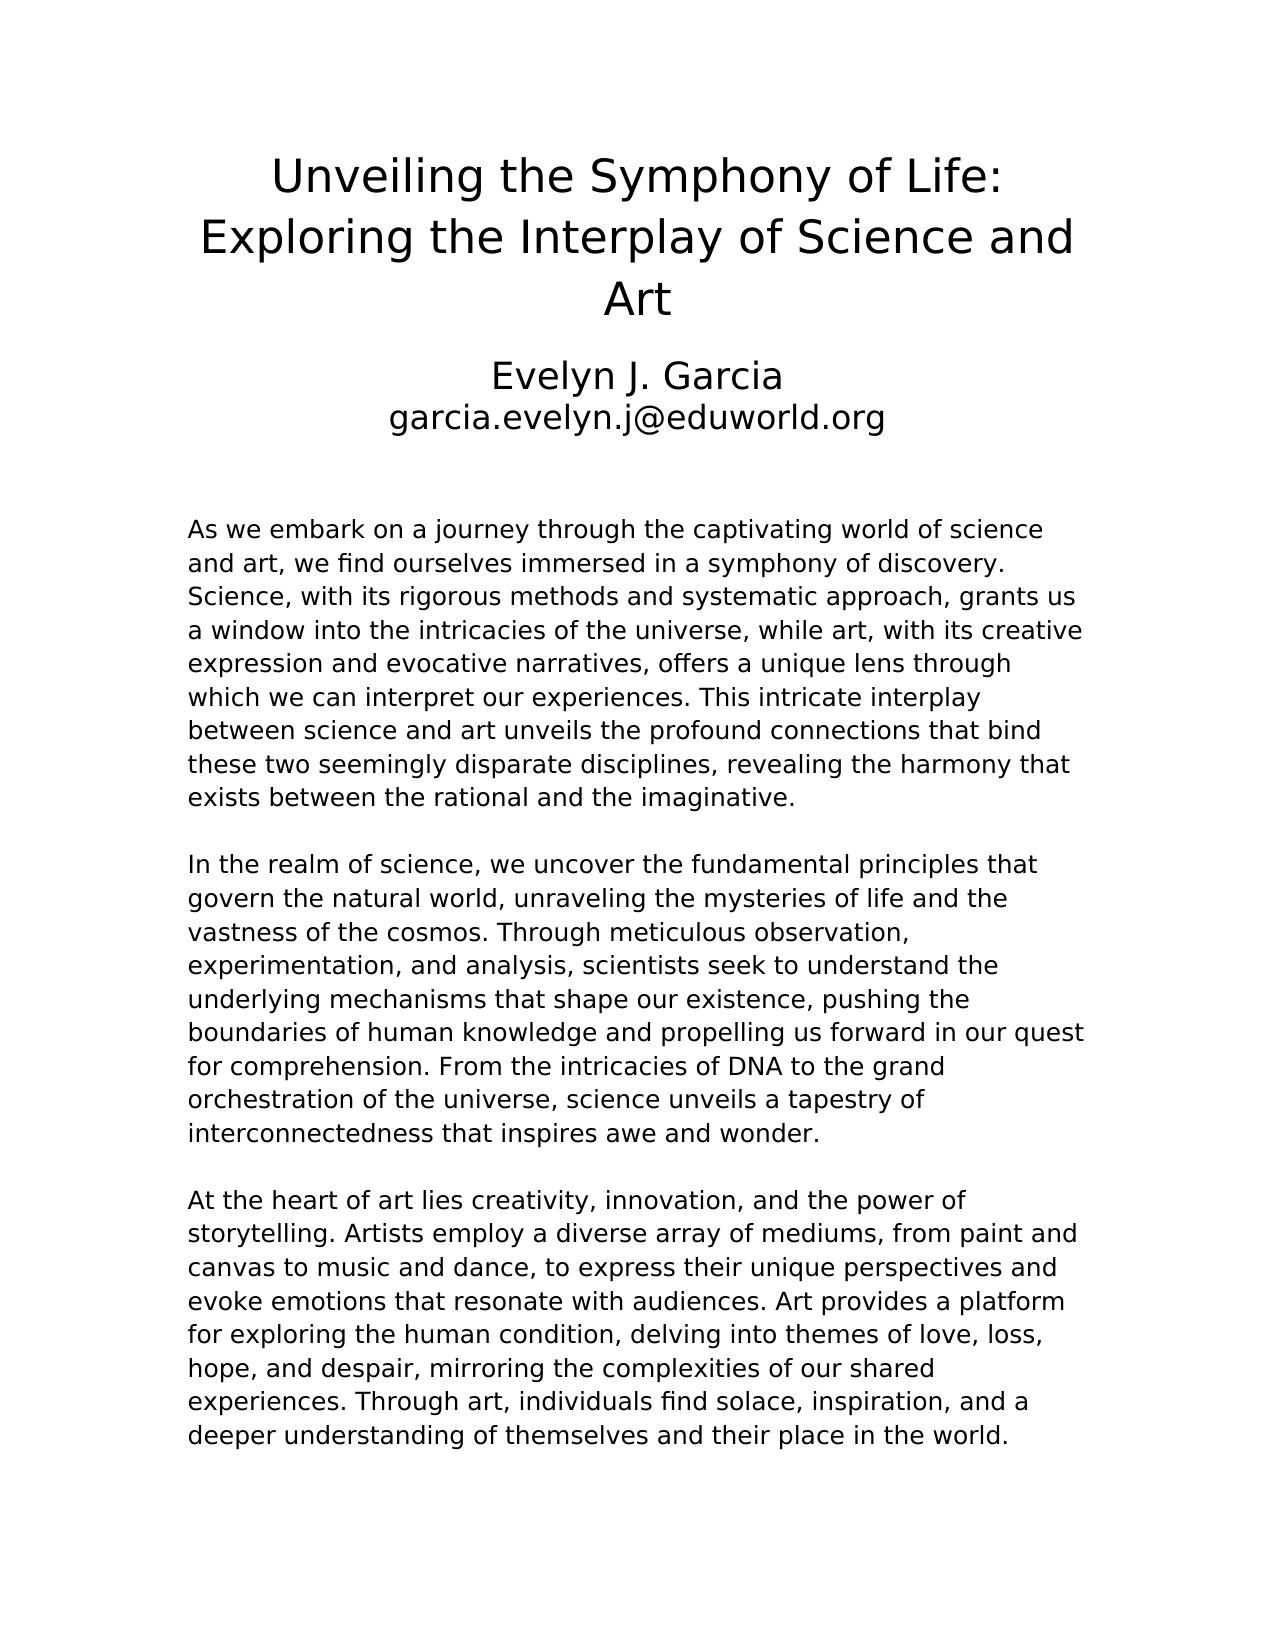 Unveiling the Symphony of Life:
Exploring the Interplay of Science and
Art
Evelyn J. Garcia
garcia.evelyn.j@eduworld.org
As we embark on a journey through the captivating world of science
and art, we find ourselves immersed in a symphony of discovery.
Science, with its rigorous methods and systematic approach, grants us
a window into the intricacies of the universe, while art, with its creative
expression and evocative narratives, offers a unique lens through
which we can interpret our experiences. This intricate interplay
between science and art unveils the profound connections that bind
these two seemingly disparate disciplines, revealing the harmony that
exists between the rational and the imaginative.
In the realm of science, we uncover the fundamental principles that
govern the natural world, unraveling the mysteries of life and the
vastness of the cosmos. Through meticulous observation,
experimentation, and analysis, scientists seek to understand the
underlying mechanisms that shape our existence, pushing the
boundaries of human knowledge and propelling us forward in our quest
for comprehension. From the intricacies of DNA to the grand
orchestration of the universe, science unveils a tapestry of
interconnectedness that inspires awe and wonder.
At the heart of art lies creativity, innovation, and the power of
storytelling. Artists employ a diverse array of mediums, from paint and
canvas to music and dance, to express their unique perspectives and
evoke emotions that resonate with audiences. Art provides a platform
for exploring the human condition, delving into themes of love, loss,
hope, and despair, mirroring the complexities of our shared
experiences. Through art, individuals find solace, inspiration, and a
deeper understanding of themselves and their place in the world.